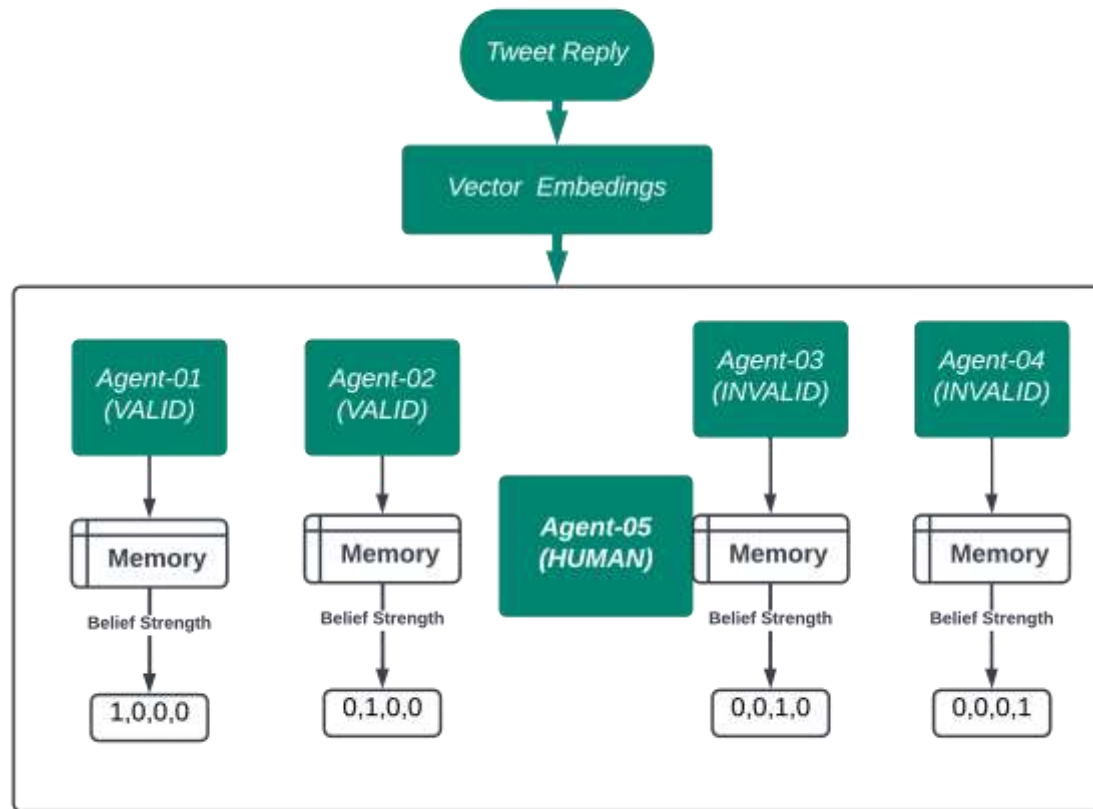 Tweet Reply
Vector Embedings
Agent-01
(VALID)
Agent-02
(VALID)
Agent-03
(INVALID)
Agent-04
(INVALID)
Agent-05
(HUMAN)
Memory
Memory
Memory
Memory
Belief Strength
Belief Strength
Belief Strength
Belief Strength
1,0,0,0
0,1,0,0
0,0,1,0
0,0,0,1